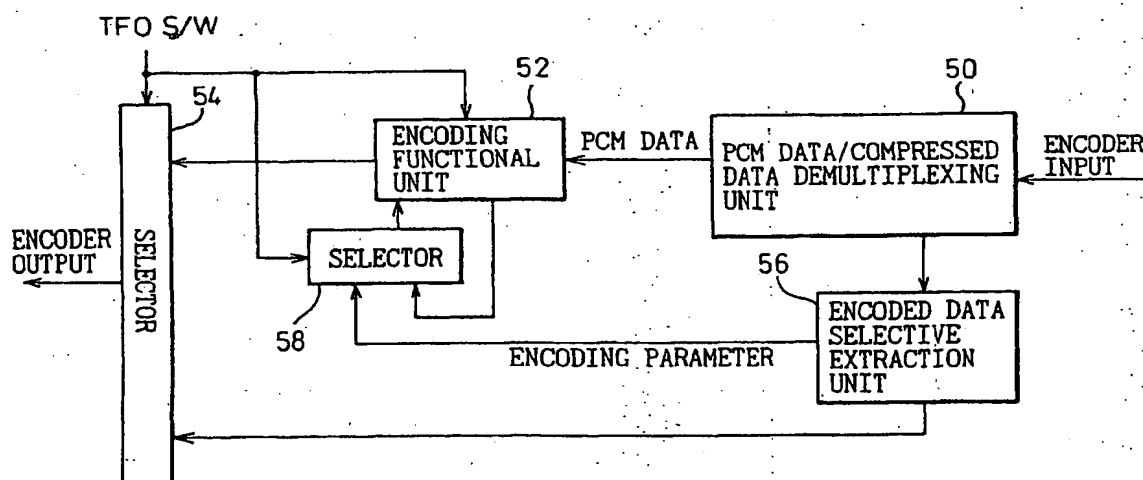 TFO S/W
54
52
50
ENCODING
FUNCTIONAL
UNIT
PCM DATA
PCM DATA/COMPRESSED
DATA DEMULTIPLEXING
UNIT
ENCODER
INPUT
ENCODER
OUTPUT
SELECTOR
SELECTOR
58
56
ENCODED DATA
SELECTIVE
EXTRACTION
UNIT
ENCODING PARAMETER